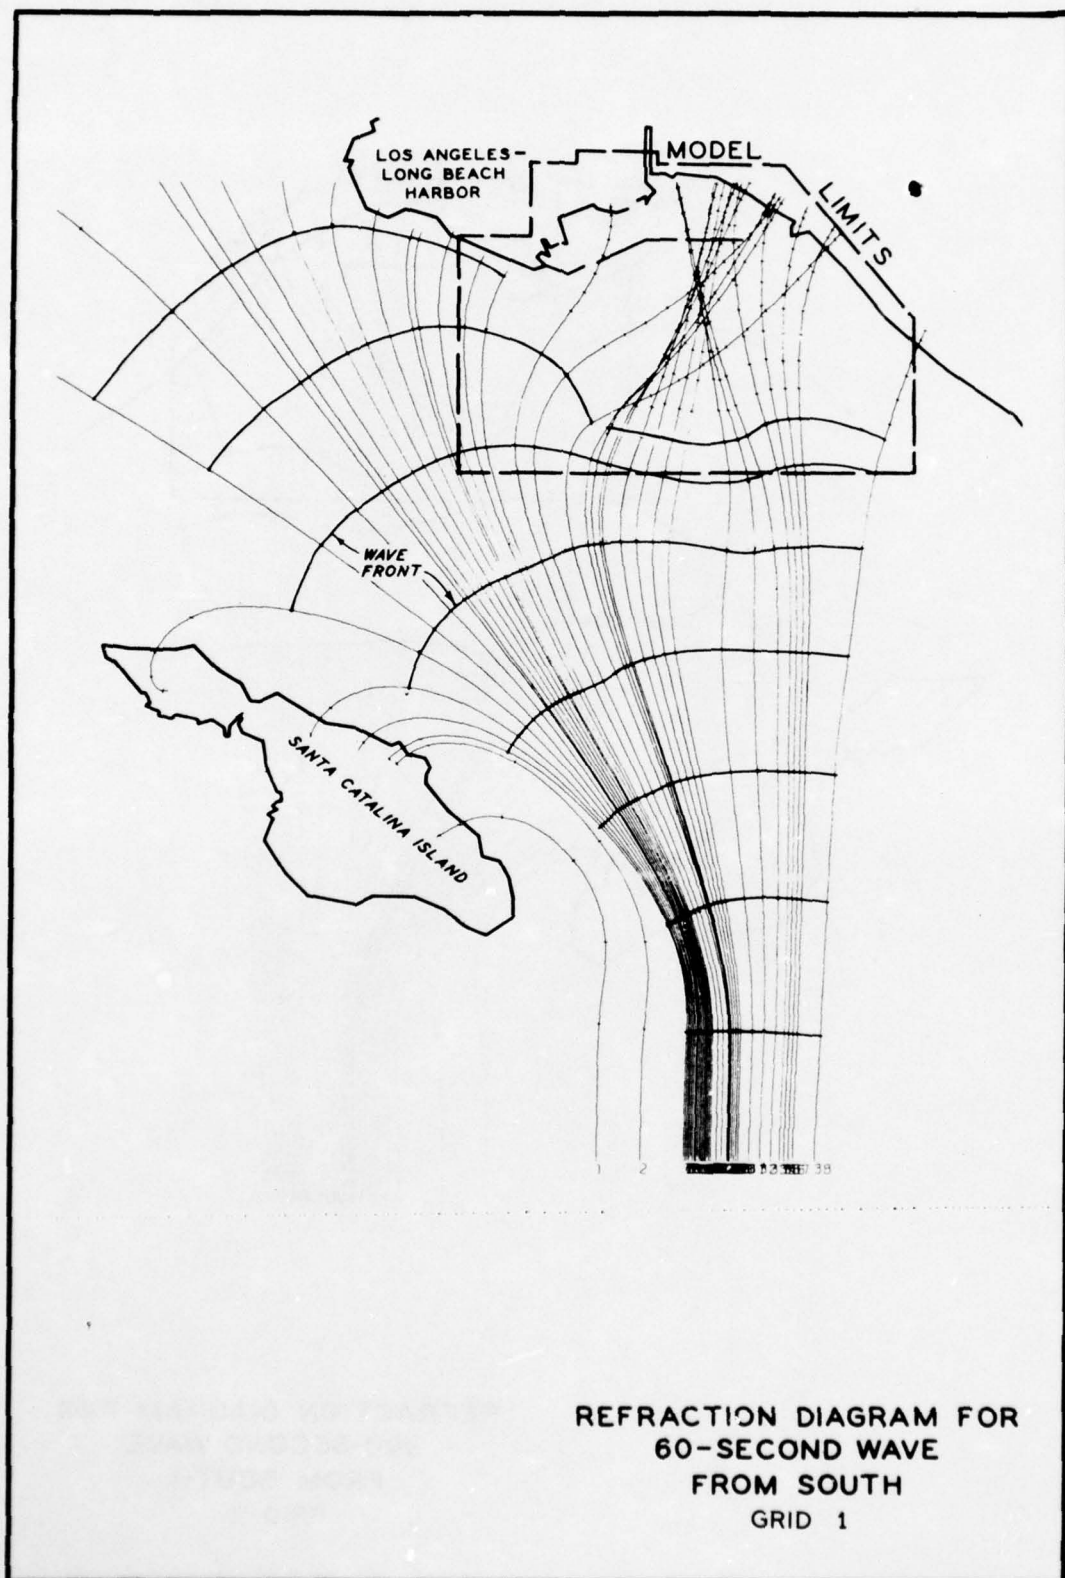 LOS ANGELES-
LONG BEACH
HARBOR
MODEL
LIMITS
WAVE
FRONT
SANTA CATALINA ISLAND
1 2
38
REFRACTION DIAGRAM FOR
60-SECOND WAVE
FROM SOUTH
GRID 1